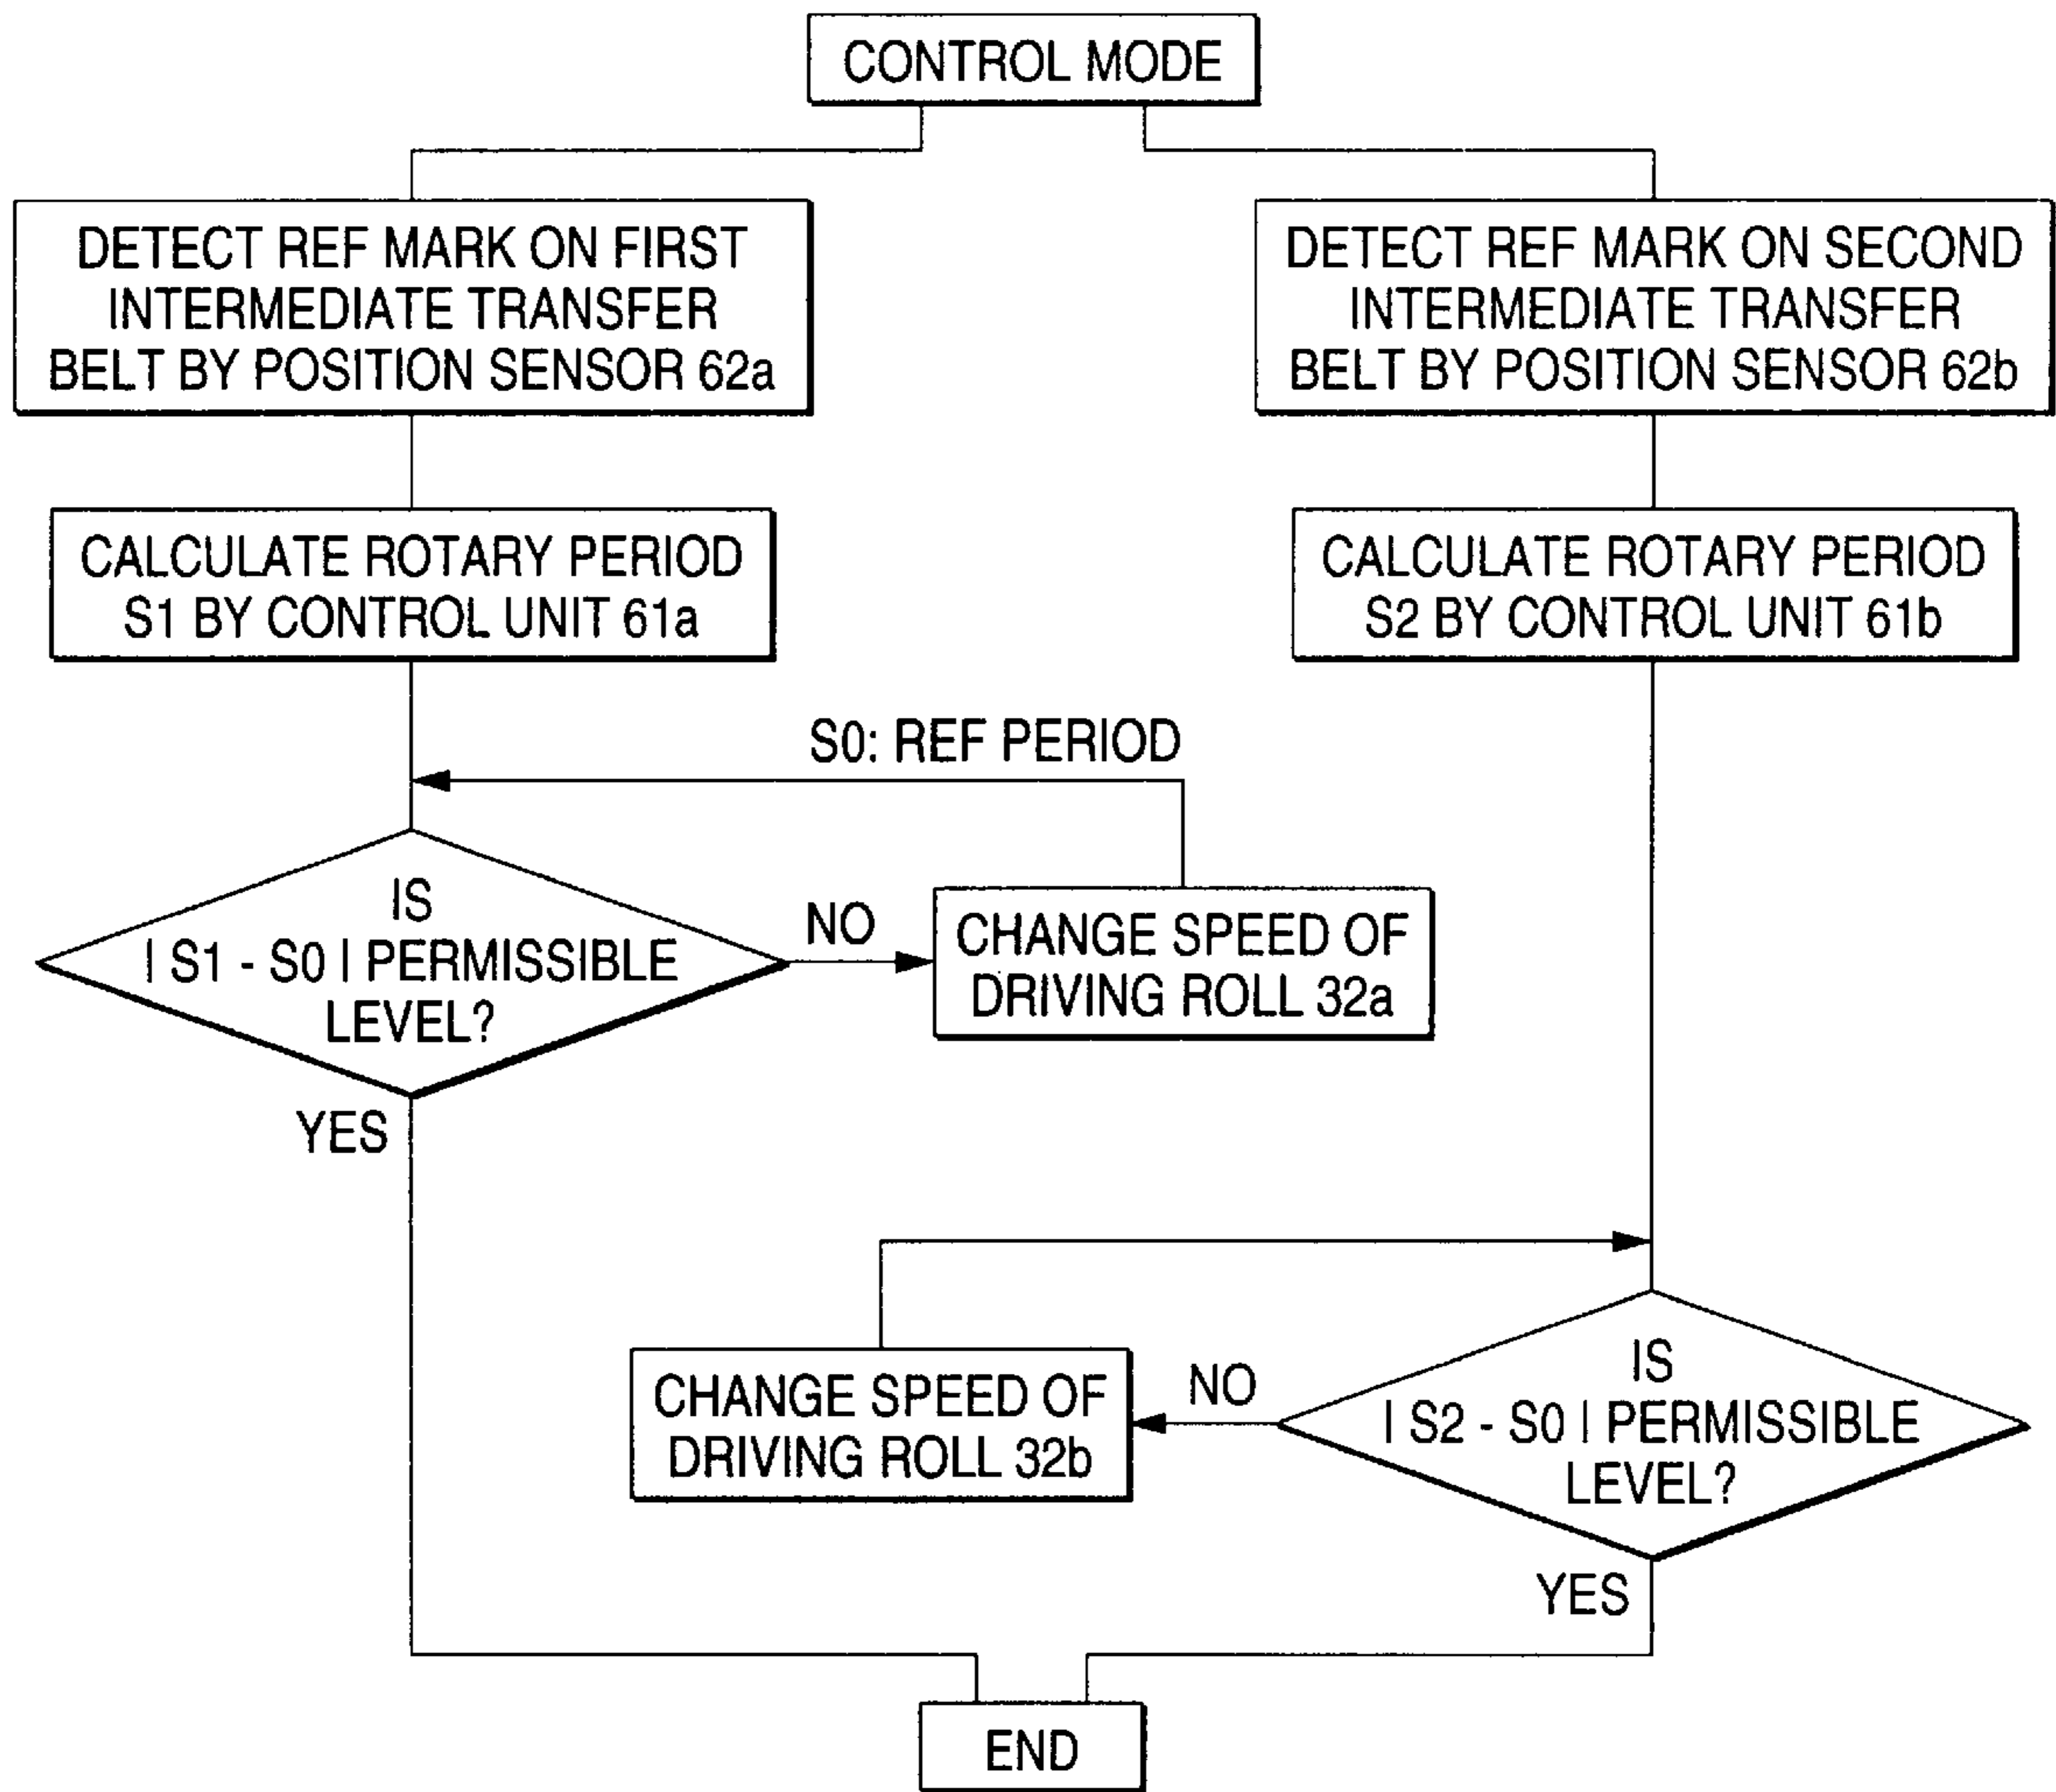 CONTROL MODE
DETECT REF MARK ON FIRST
INTERMEDIATE TRANSFER
BELT BY POSITION SENSOR 62a
DETECT REF MARK ON SECOND
INTERMEDIATE TRANSFER
BELT BY POSITION SENSOR 62b
CALCULATE ROTARY PERIOD
S1 BY CONTROL UNIT 61a
CALCULATE ROTARY PERIOD
S2 BY CONTROL UNIT 61b
S0: REF PERIOD
IS
| S1 - S0 | PERMISSIBLE
LEVEL?
NO
CHANGE SPEED OF
DRIVING ROLL 32a
YES
CHANGE SPEED OF
DRIVING ROLL 32b
NO
IS
| S2 - S0 | PERMISSIBLE
LEVEL?
YES
END